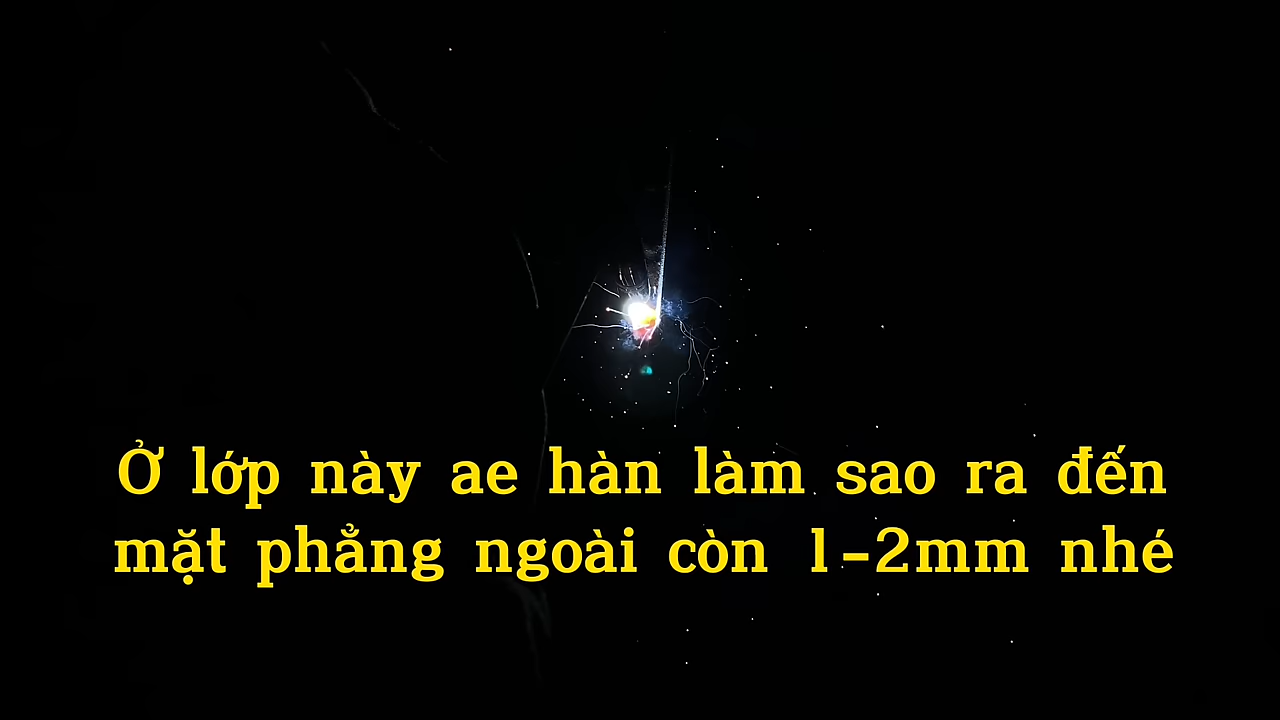 Ở lớp này ae hàn làm sao ra đến
mặt phẳng ngoài còn 1-2mm nhé